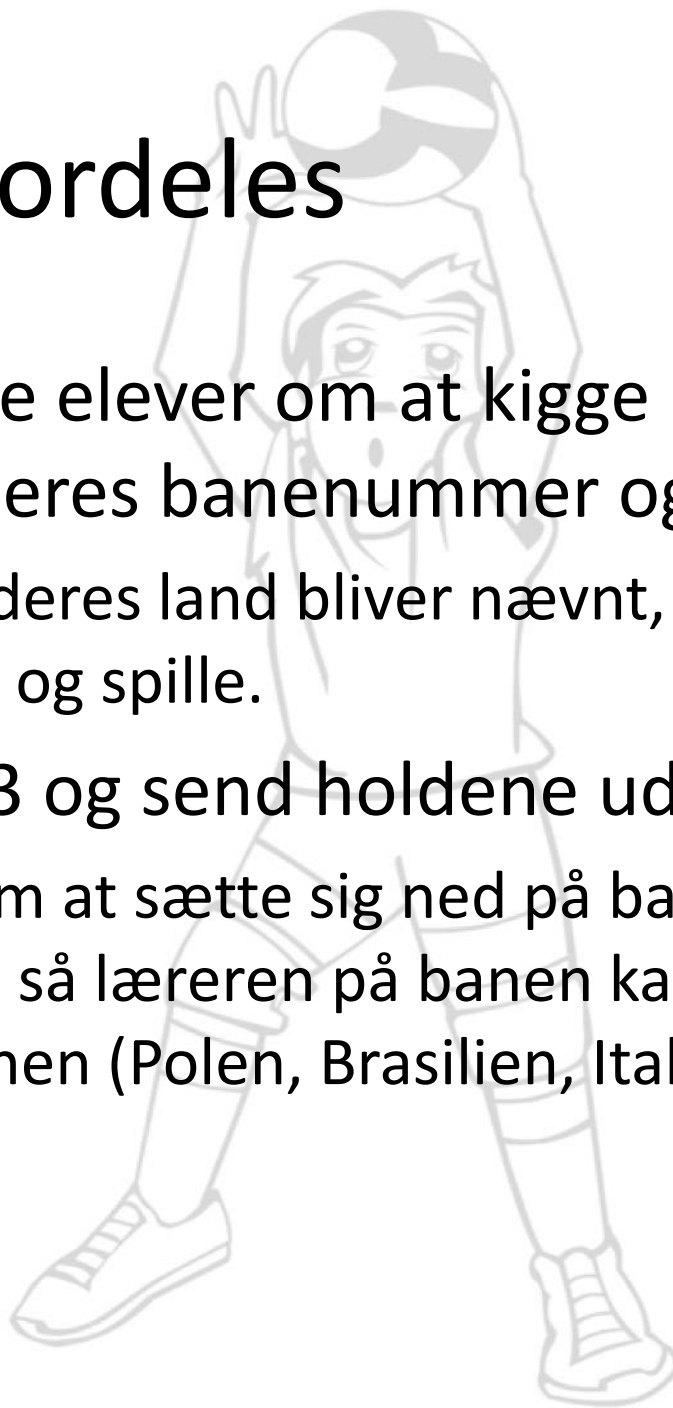 ordeles
e elever om at kigge
eres banenummer og
deres land bliver nævnt,
og spille.
3 og send holdene ud
m at sætte sig ned på ba
så læreren på banen ka
nen (Polen, Brasilien, Ital